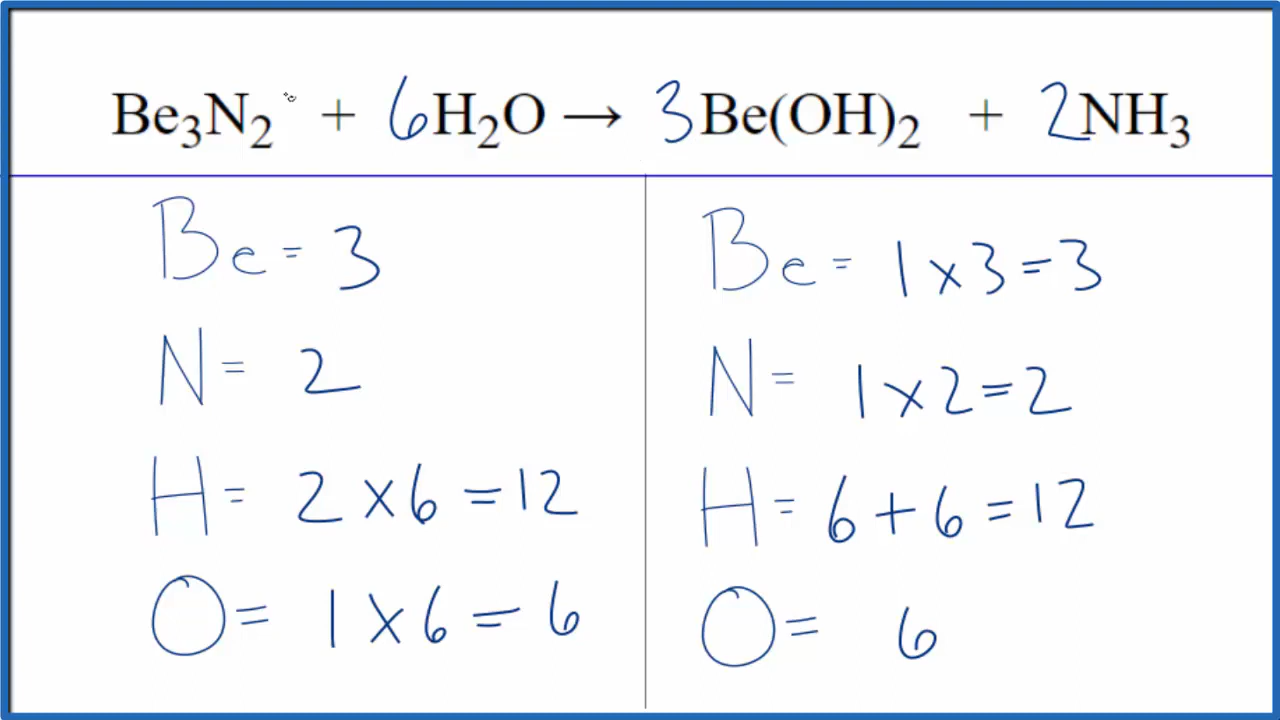 Be₃N₂ + 6H₂O → 3Be(OH)₂ + 2NH₃
Be = 3
N = 2
H = 2 x 6 = 12
O = 1 x 6 = 6
Be = 1 x 3 = 3
N = 1 x 2 = 2
H = 6 + 6 = 12
O = 6